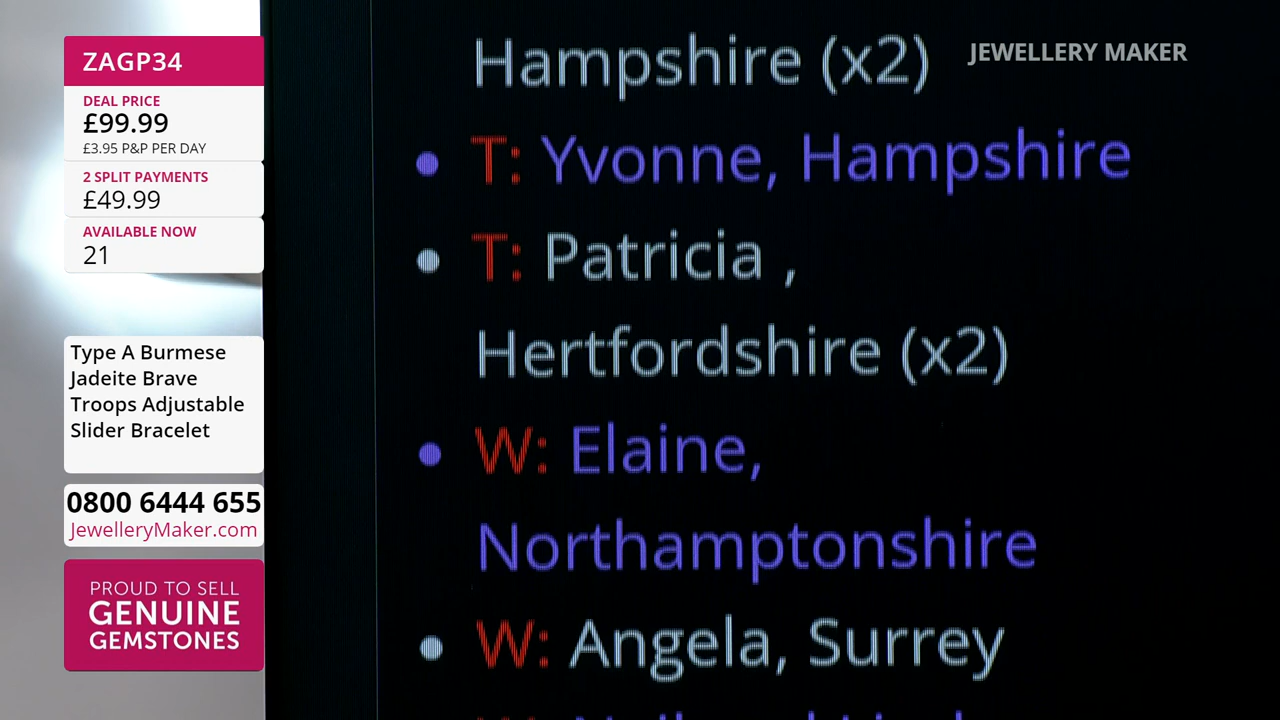 ZAGP34
DEAL PRICE
£99.99
£3.95 P&P PER DAY
2 SPLIT PAYMENTS
£49.99
AVAILABLE NOW
21
Type A Burmese
Jadeite Brave
Troops Adjustable
Slider Bracelet
0800 6444 655
JewelleryMaker.com
PROUD TO SELL
GENUINE
GEMSTONES
JEWELLERY MAKER
Hampshire (x2)
• T: Yvonne, Hampshire
• T: Patricia ,
Hertfordshire (x2)
• W: Elaine,
Northamptonshire
• W: Angela, Surrey